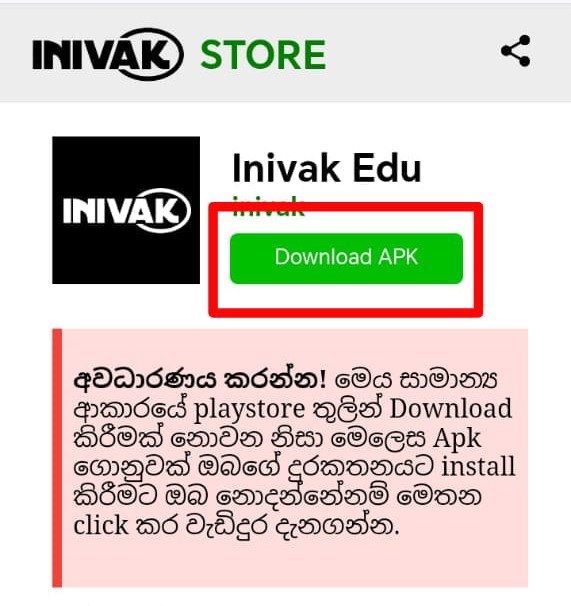 INIVAK STORE
Inivak Edu
INIVAK
inivak
Download APK
අවධාරණය කරන්න! මෙය සාමාන්‍ය
ආකාරයේ playstore තුලින් Download
කිරීමක් නොවන නිසා මෙලෙස Apk
ගොනුවක් ඔබගේ දුරකතනයට install
කිරීමට ඔබ නොදන්නේනම් මෙතන
click කර වැඩිදුර දැනගන්න.